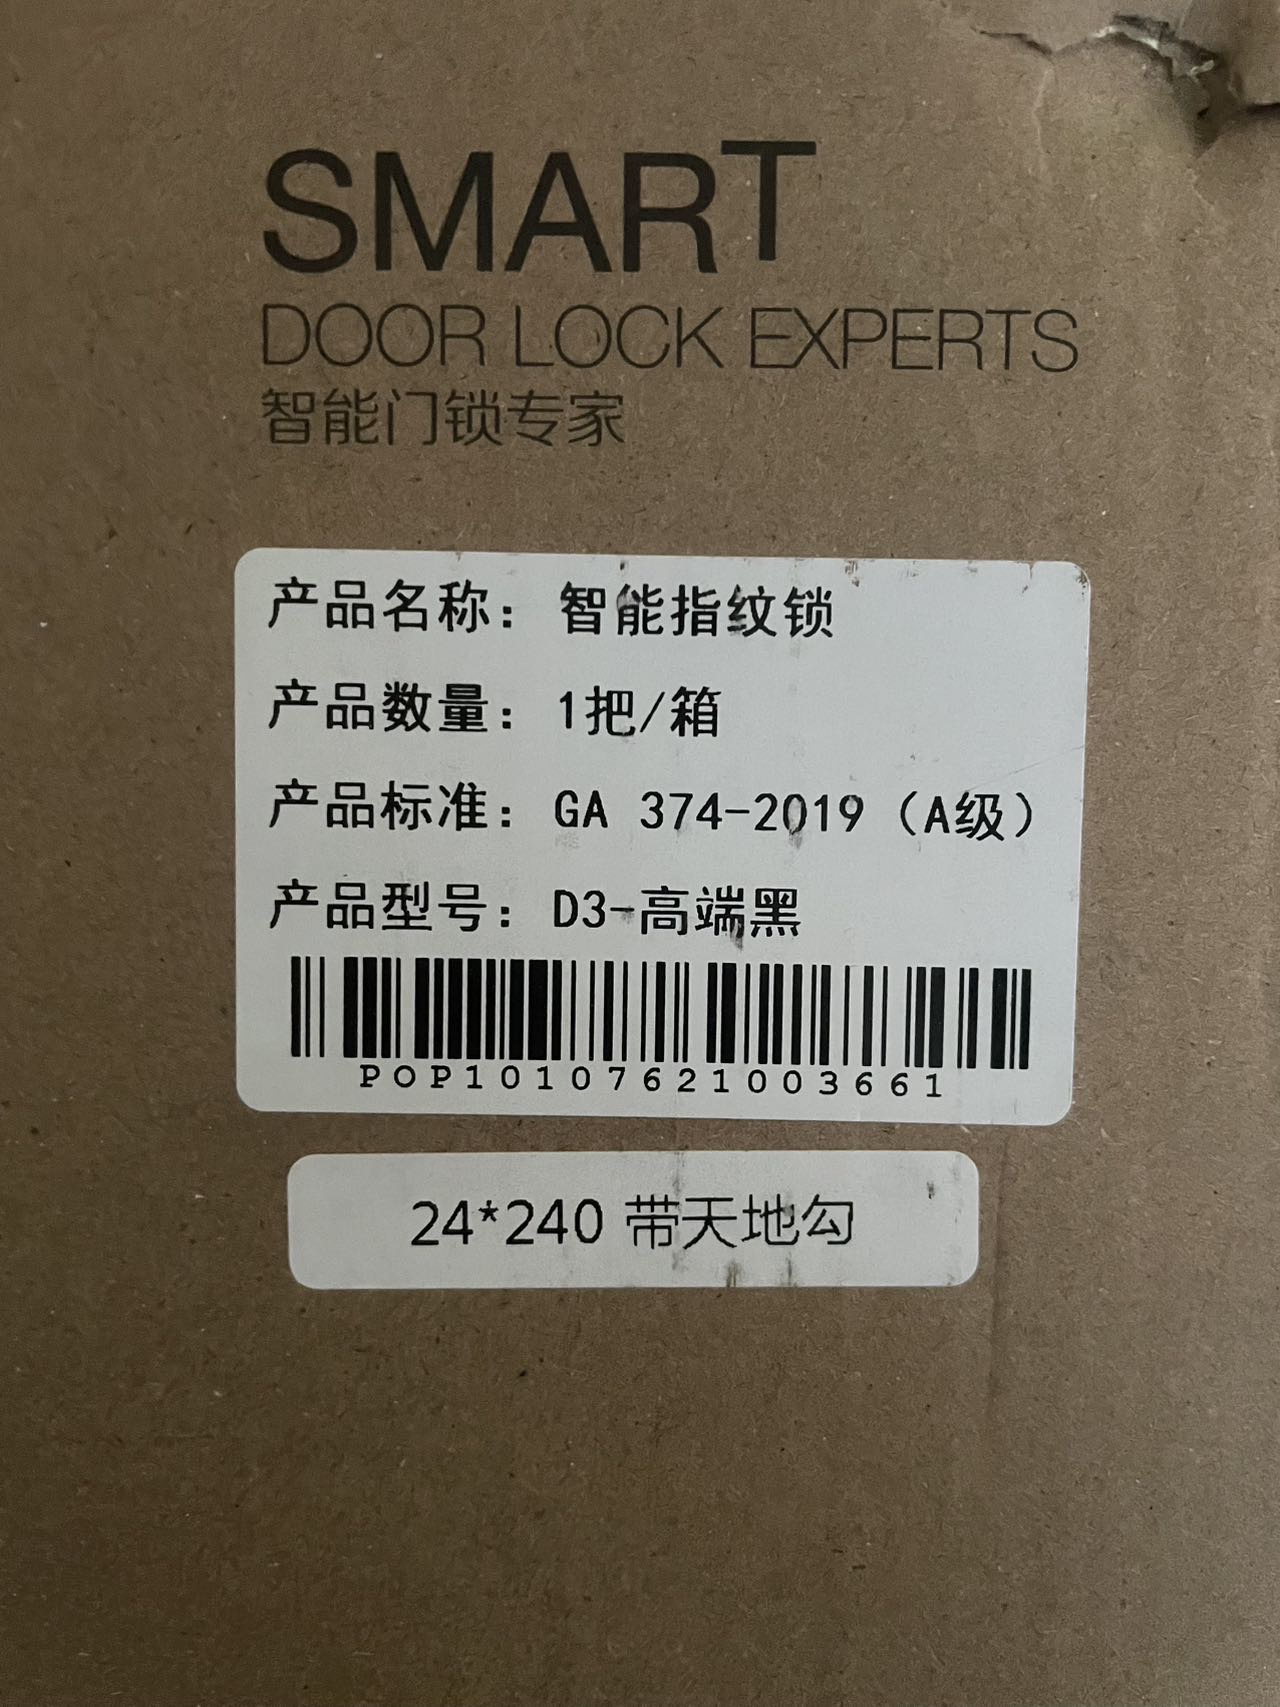 SMART
DOOR LOCK EXPERTS
智能门锁专家
产品名称：智能指纹锁
产品数量：1把/箱
产品标准：GA 374-2019（A级）
产品型号：D3-高端黑
POP10107621003661
24*240 带天地勾